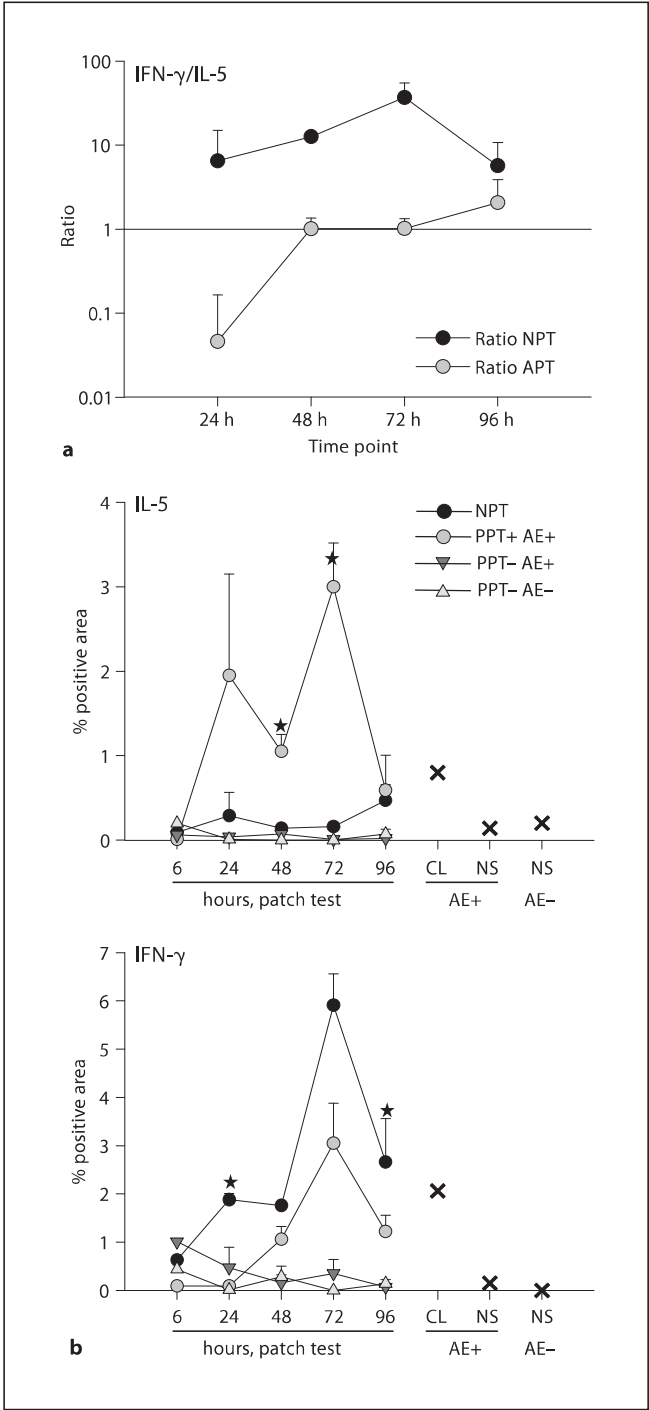 IFN-γ/IL-5
100
10
1
0.1
0.01
Ratio
Ratio NPT
Ratio APT
24 h 48 h 72 h 96 h
Time point
a
IL-5
4
3
2
1
0
% positive area
NPT
PPT+ AE+
PPT– AE+
PPT– AE–
6 24 48 72 96 CL NS NS
hours, patch test AE+ AE–
IFN-γ
7
6
5
4
3
2
1
0
% positive area
6 24 48 72 96 CL NS NS
b hours, patch test AE+ AE–